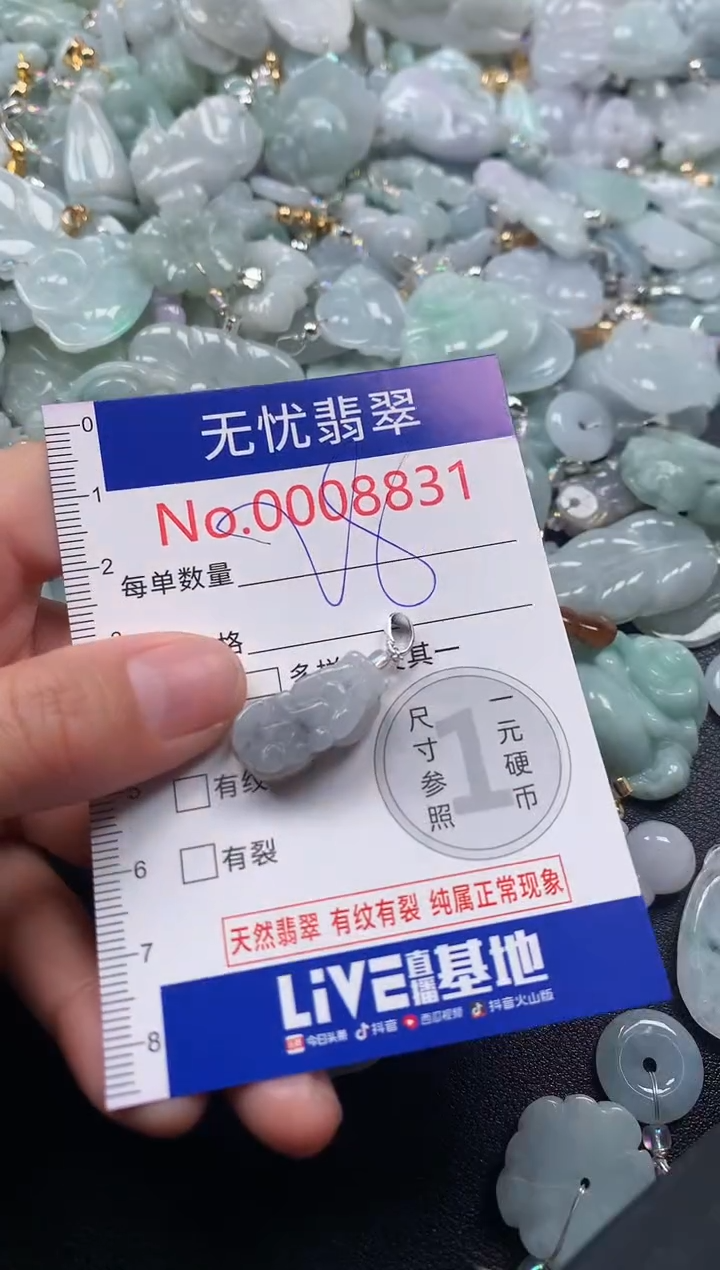 0
无忧翡翠
1
No.0008831
2
每单数量
格
其一
1
尺寸参照
一元硬币
有纹
6
有裂
天然翡翠 有纹有裂 纯属正常现象
7
LiVE直播基地
8
今日头条 抖音 西瓜视频 抖音火山版